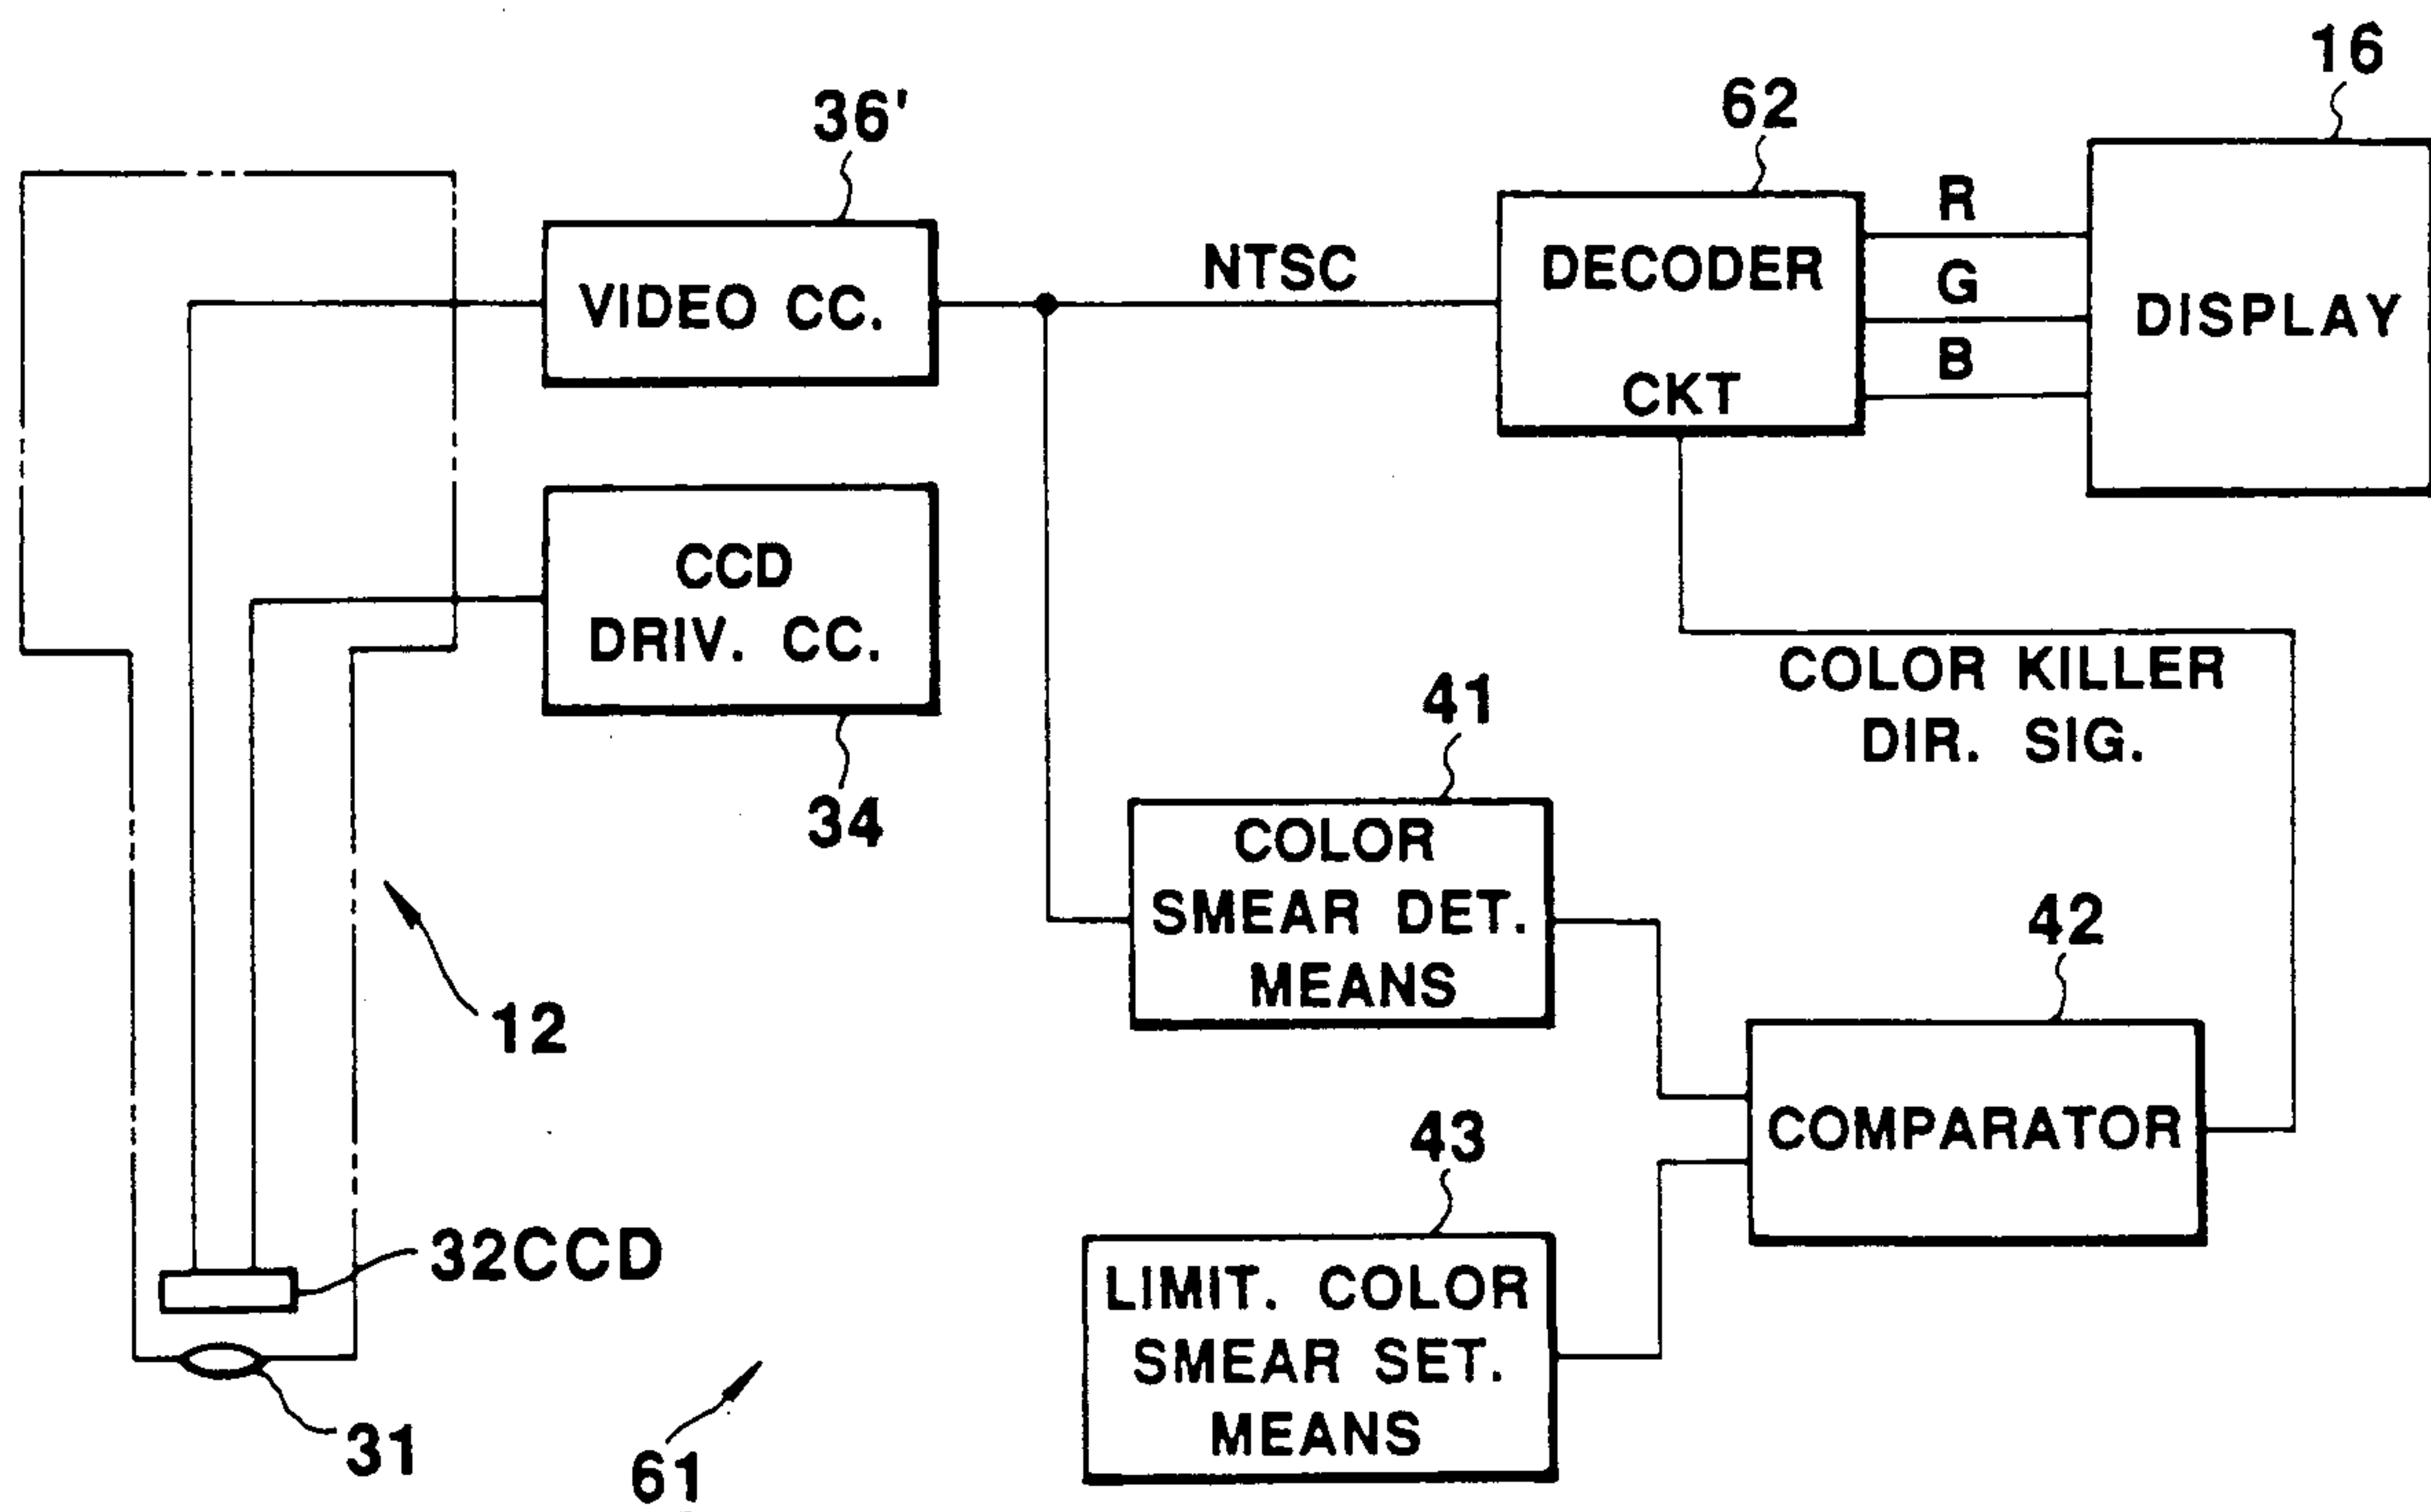 16
36'
62
R
NTSC
DECODER
CKT
G
B
VIDEO CC.
DISPLAY
CCD
DRIV. CC.
34
COLOR KILLER
DIR. SIG.
41
COLOR
SMEAR DET.
MEANS
42
12
COMPARATOR
43
32CCD
LIMIT. COLOR
SMEAR SET.
MEANS
31
61